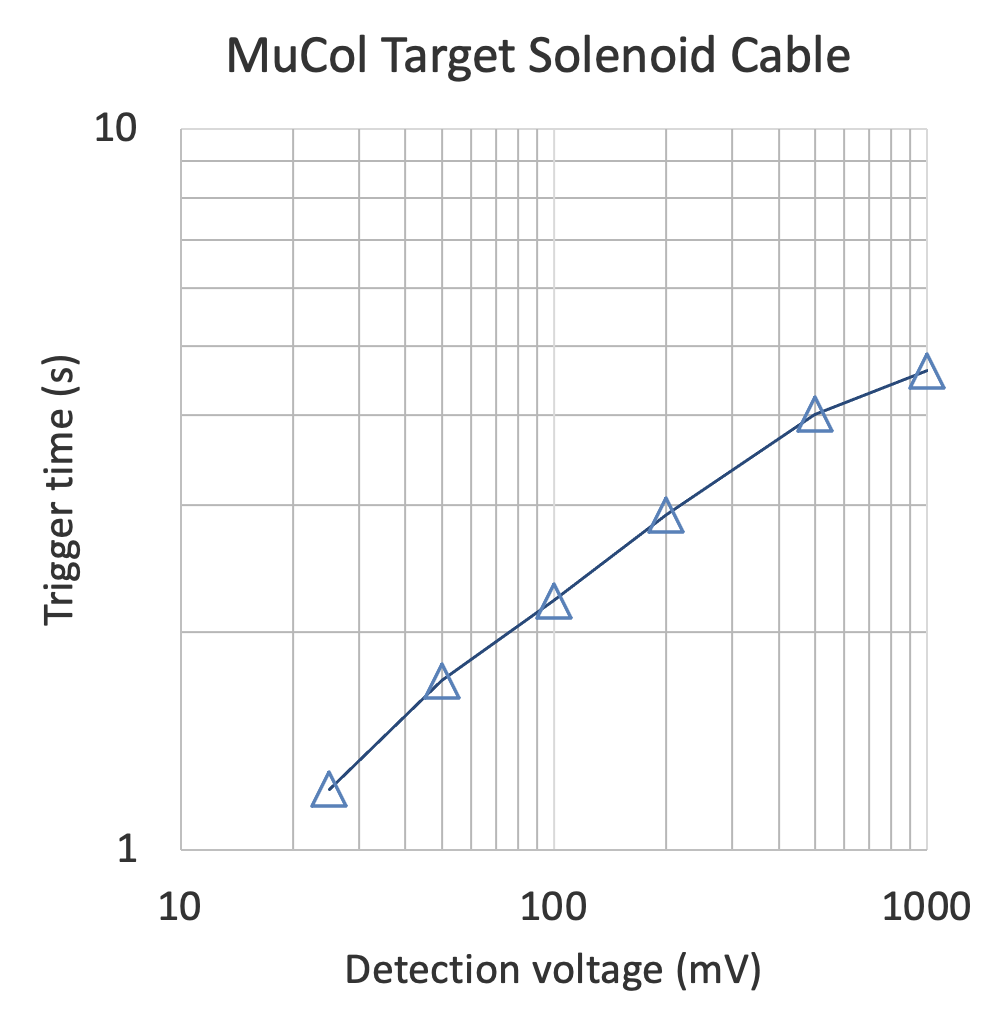 MuCol Target Solenoid Cable
10
Trigger time (s)
1
10
100
1000
Detection voltage (mV)